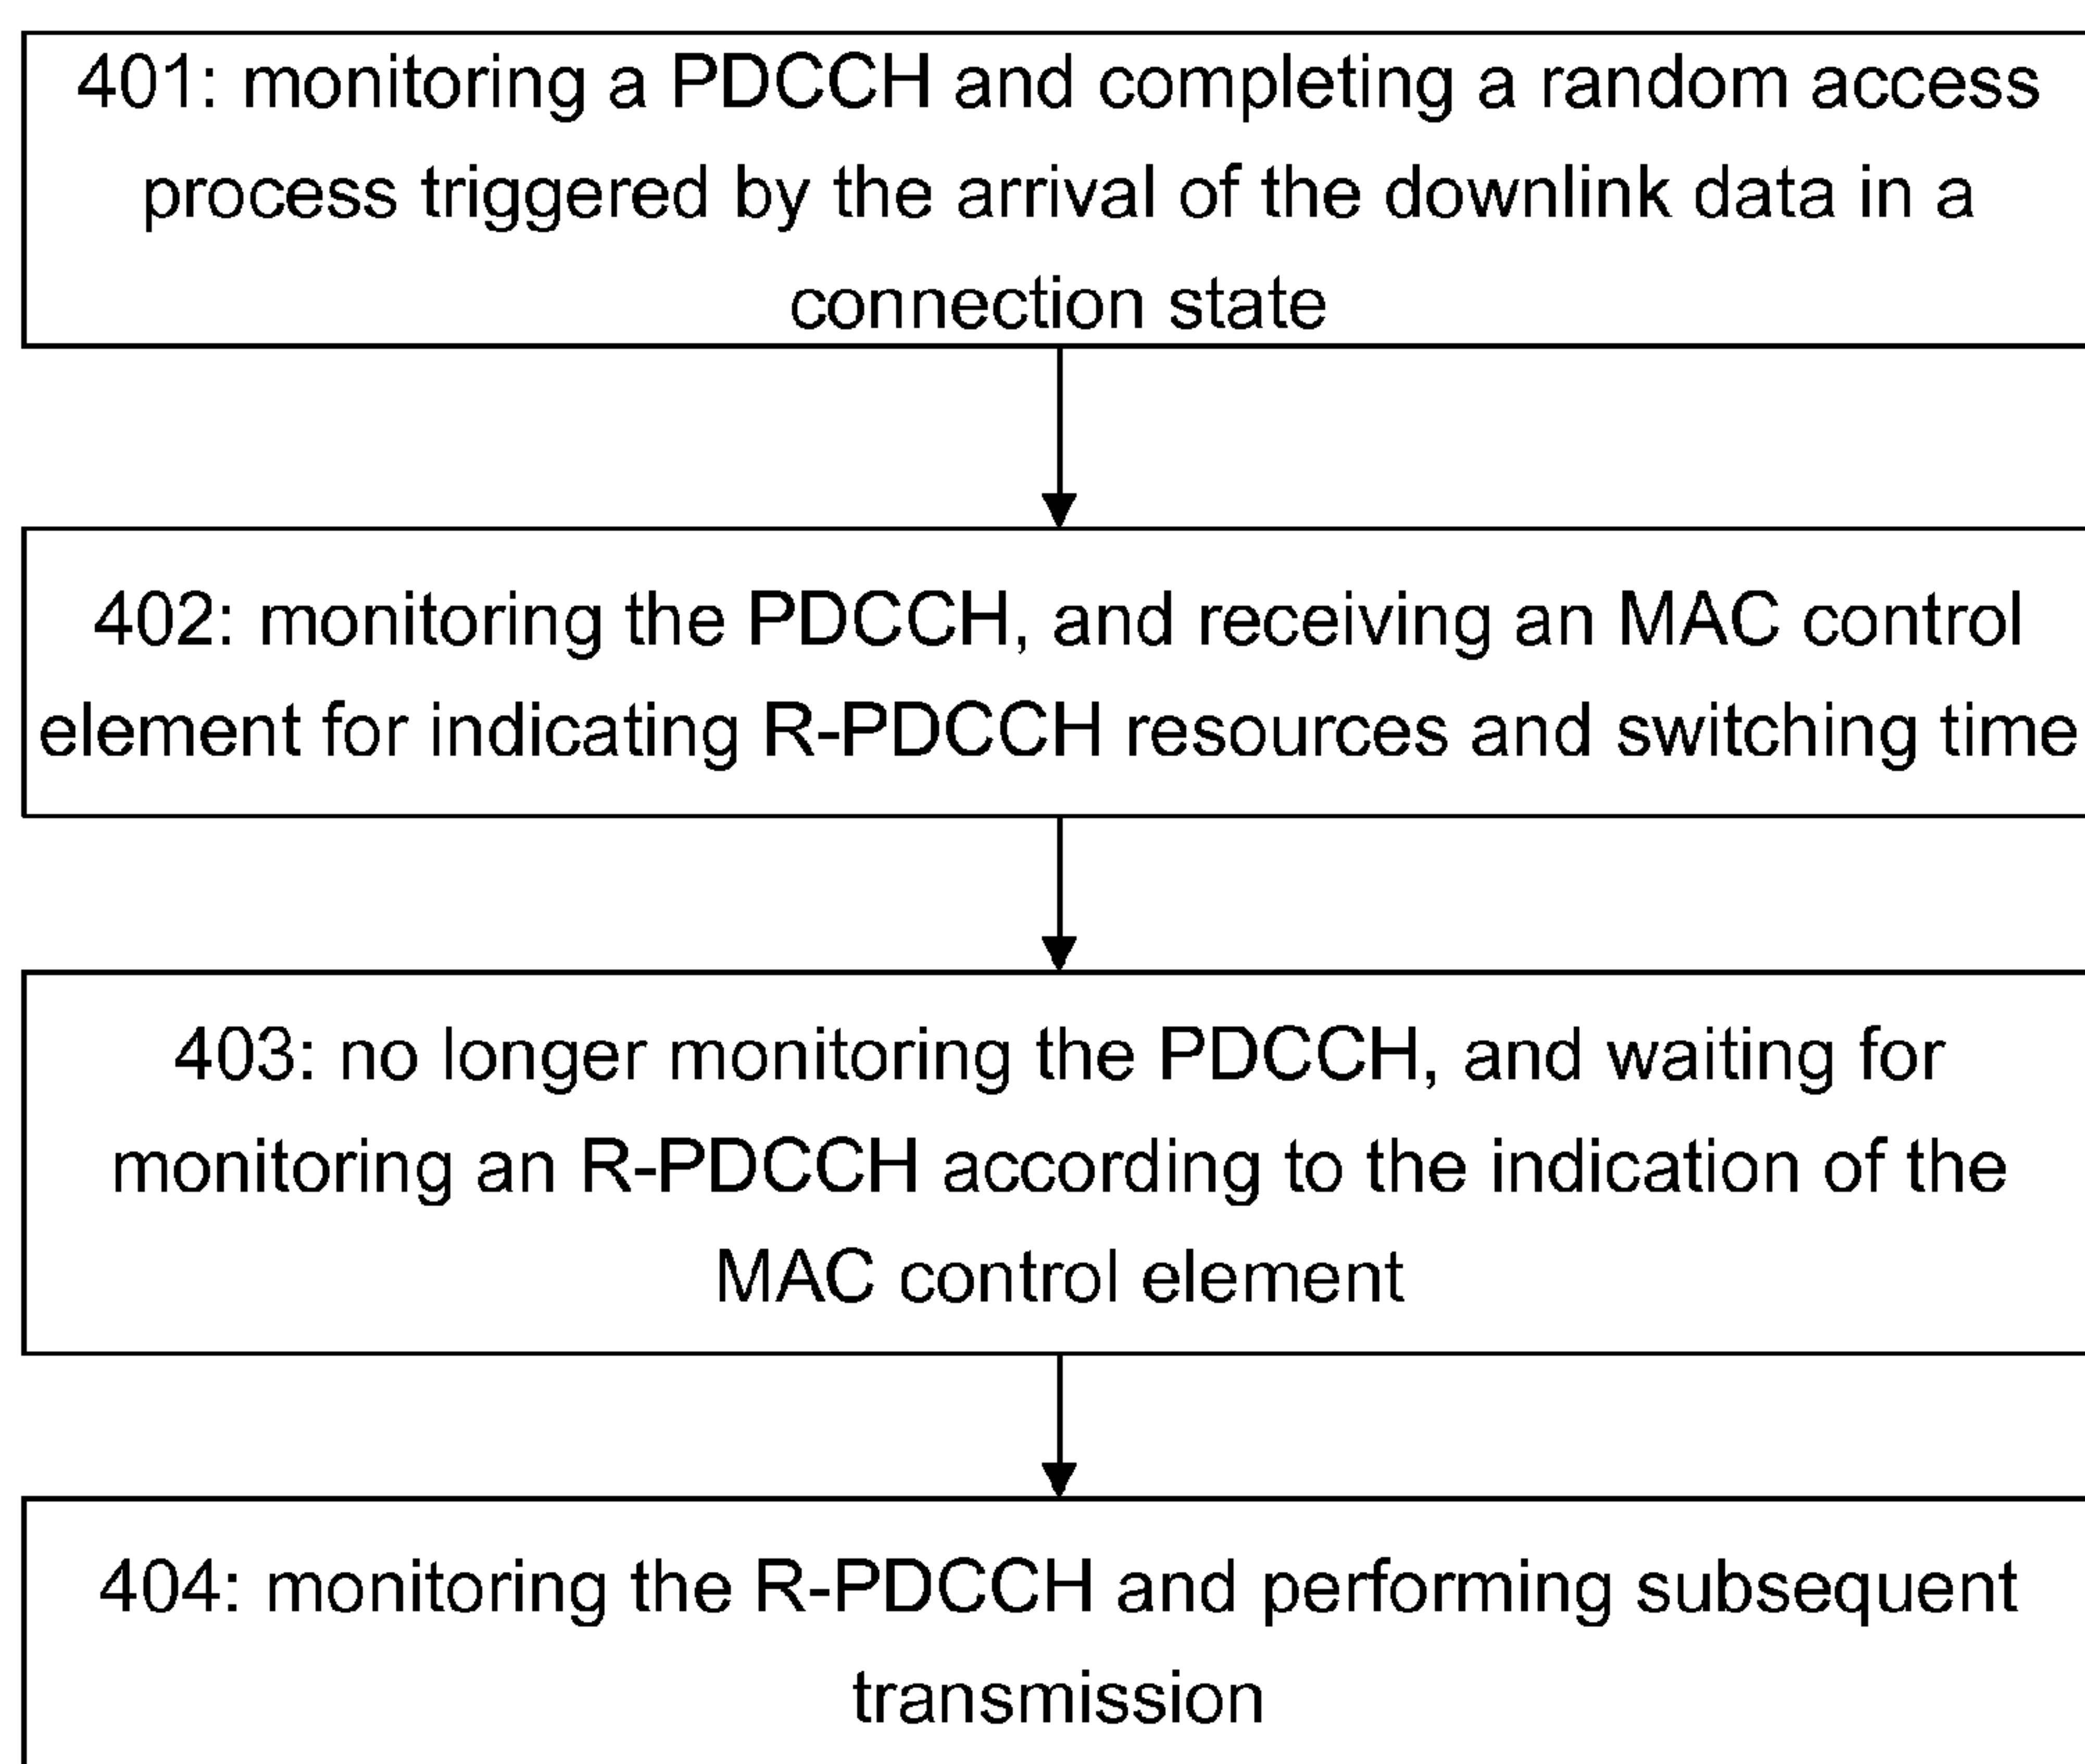 401: monitoring a PDCCH and completing a random access
process triggered by the arrival of the downlink data in a
connection state
402: monitoring the PDCCH, and receiving an MAC control
element for indicating R-PDCCH resources and switching time
403: no longer monitoring the PDCCH, and waiting for
monitoring an R-PDCCH according to the indication of the
MAC control element
404: monitoring the R-PDCCH and performing subsequent
transmission